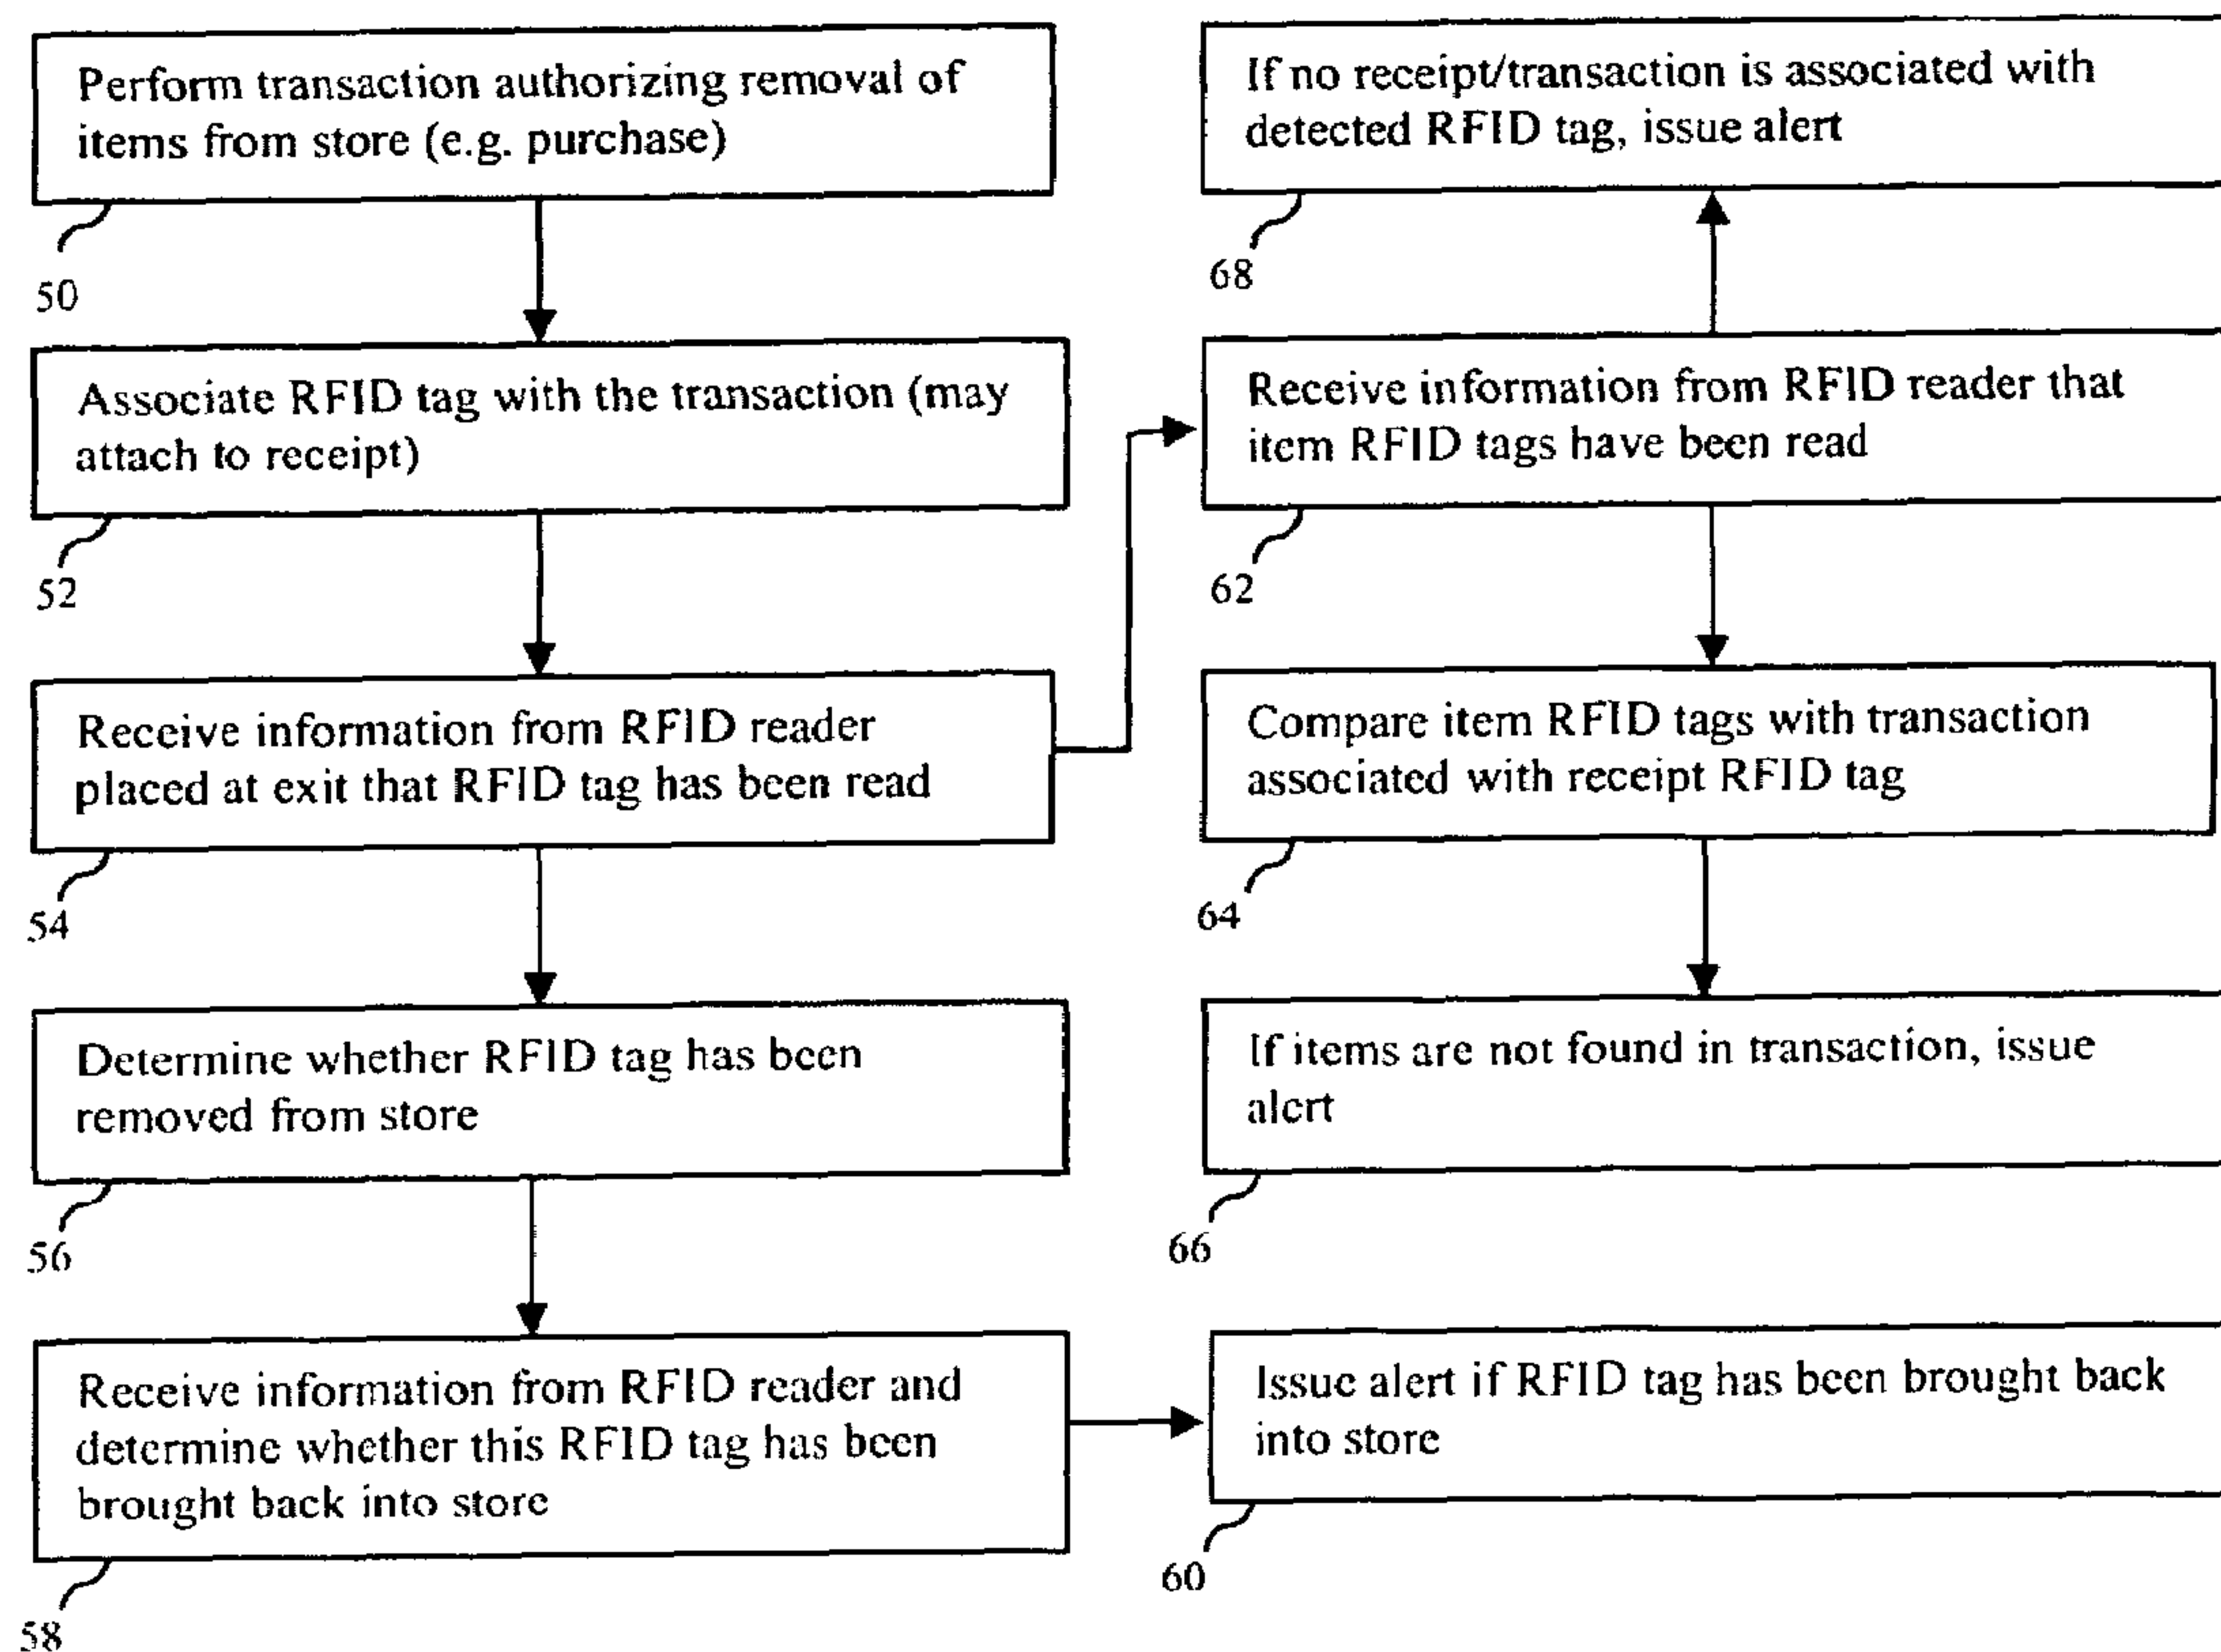 Perform transaction authorizing removal of
items from store (e.g. purchase)
50
Associate RFID tag with the transaction (may
attach to receipt)
52
Receive information from RFID reader
placed at exit that RFID tag has been read
54
Determine whether RFID tag has been
removed from store
56
Receive information from RFID reader and
determine whether this RFID tag has been
brought back into store
58
If no receipt/transaction is associated with
detected RFID tag, issue alert
68
Receive information from RFID reader that
item RFID tags have been read
62
Compare item RFID tags with transaction
associated with receipt RFID tag
64
If items are not found in transaction, issue
alert
66
Issue alert if RFID tag has been brought back
into store
60